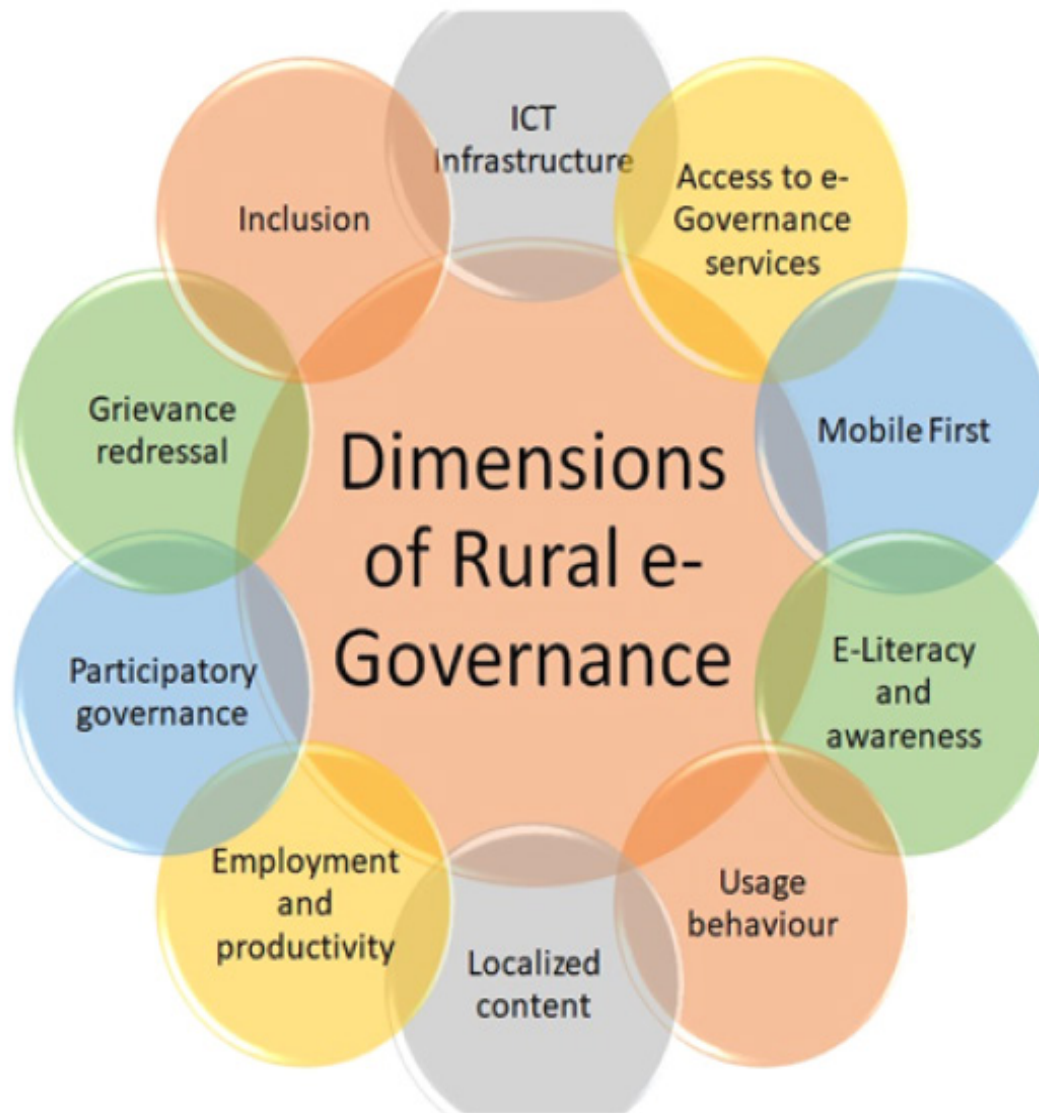 ICT
Infrastructure
Access to e-
Governance
services
Mobile First
E-Literacy
and
awareness
Usage
behaviour
Localized
content
Employment
and
productivity
Participatory
governance
Grievance
redressal
Inclusion
Dimensions
of Rural e-
Governance